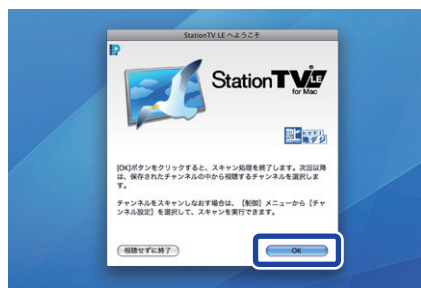 StationTV LE へようこそ
StationTV LE
for Mac
地デジ
[OK]ボタンをクリックすると、スキャン処理を終了します。次回以降
は、保存されたチャンネルの中から視聴するチャンネルを選択しま
す。
チャンネルをスキャンしなおす場合は、[制御] メニューから [チャ
ンネル設定] を選択して、スキャンを実行できます。
視聴せずに終了
OK